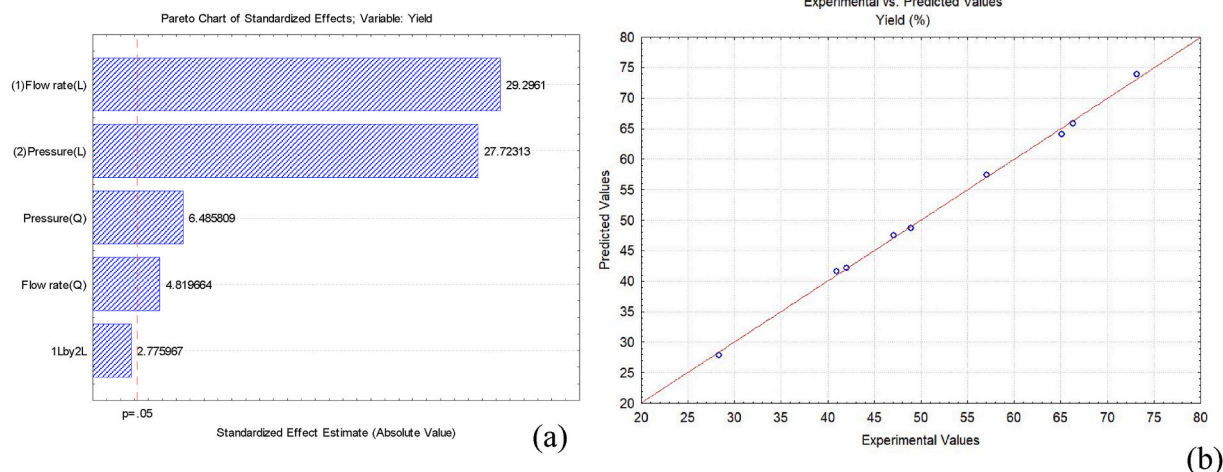 Pareto Chart of Standardized Effects; Variable: Yield
(1)Flow rate(L)
29.2961
(2)Pressure(L)
27.72313
Pressure(Q)
6.485809
Flow rate(Q)
4.819664
1Lby2L
2.775967
p=.05
Standardized Effect Estimate (Absolute Value)
(a)
Experimental vs. Predicted Values
Yield (%)
80
75
70
65
60
55
50
45
40
35
30
25
20
Predicted Values
20 25 30 35 40 45 50 55 60 65 70 75 80
Experimental Values
(b)